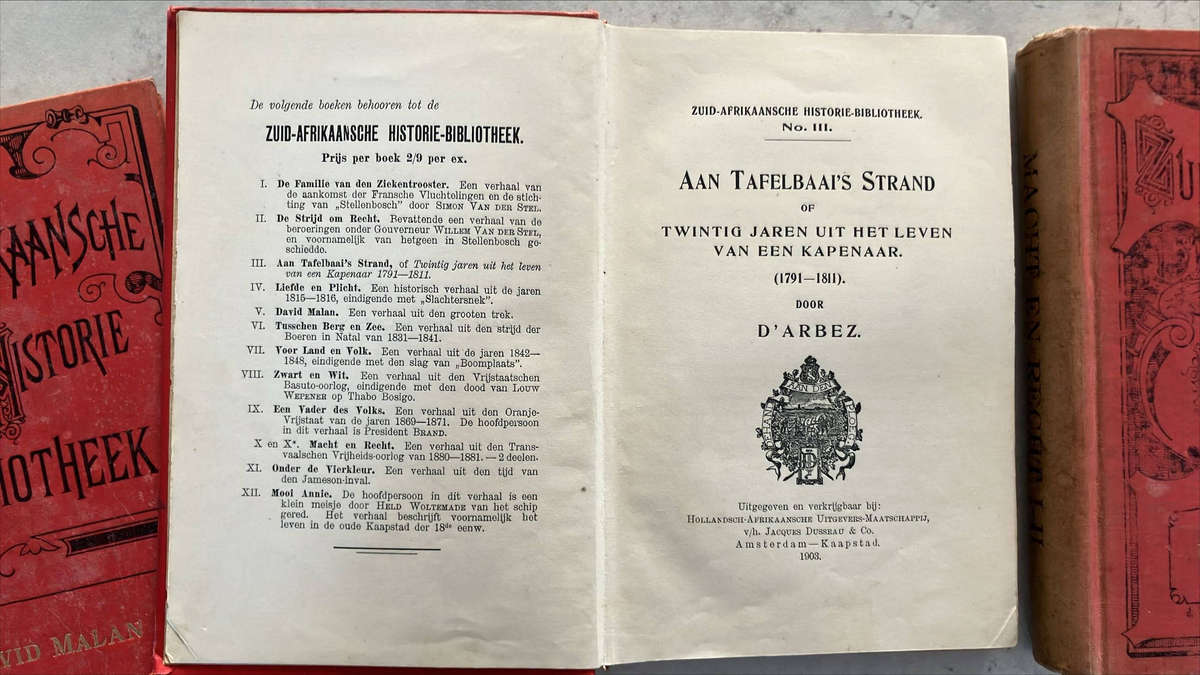 KAANSCHE
HISTORIE
IOTHEEK
VID MALAN
De volgende boeken behooren tot de
ZUID-AFRIKAANSCHE HISTORIE-BIBLIOTHEEK.
Prijs per boek 2/9 per ex.
I. De Familie van den Ziekentrooster. Een verhaal van
de aankomst der Fransche Vluchtelingen en de stich-
ting van „Stellenbosch" door SIMON VAN DER STEL.
II. De Strijd om Recht. Bevattende een verhaal van de
beroeringen onder Gouverneur WILLEM VAN DER STEL,
en voornamelijk van hetgeen in Stellenbosch ge-
schiedde.
III. Aan Tafelbaai's Strand, of Twintig jaren uit het leven
van een Kapenaar 1791—1811.
IV. Liefde en Plicht. Een historisch verhaal uit de jaren
1815—1816, eindigende met „Slachtersnek".
V. David Malan. Een verhaal uit den grooten trek.
VI. Tusschen Berg en Zee. Een verhaal uit den strijd der
Boeren in Natal van 1831—1841.
VII. Voor Land en Volk. Een verhaal uit de jaren 1842—
1848, eindigende met den slag van „Boomplaats".
VIII. Zwart en Wit. Een verhaal uit den Vrijstaatschen
Basuto-oorlog, eindigende met den dood van LOUW
WEPENER op Thabo Bosigo.
IX. Een Vader des Volks. Een verhaal uit den Oranje-
Vrijstaat van de jaren 1869—1871. De hoofdpersoon
in dit verhaal is President BRAND.
X en X*. Macht en Recht. Een verhaal uit den Trans-
vaalschen Vrijheids-oorlog van 1880—1881. — 2 deelen.
XI. Onder de Vierkleur. Een verhaal uit den tijd van
den Jameson-inval.
XII. Mooi Annie. De hoofdpersoon in dit verhaal is een
klein meisje door HELD WOLTEMADE van het schip
gered. Het verhaal beschrijft voornamelijk het
leven in de oude Kaapstad der 18de eenw.
ZUID-AFRIKAANSCHE HISTORIE-BIBLIOTHEEK.
No. III.
AAN TAFELBAAI'S STRAND
OF
TWINTIG JAREN UIT HET LEVEN
VAN EEN KAPENAAR.
(1791—1811).
DOOR
D'ARBEZ.
AAN DEN
Uitgegeven en verkrijgbaar bij:
HOLLANDSCH-AFRIKAANSCHE UITGEVERS-MAATSCHAPPIJ,
v/h. JACQUES DUSSEAU & Co.
Amsterdam—Kaapstad.
1903.
MACHT EN RECHT I-II
ZU